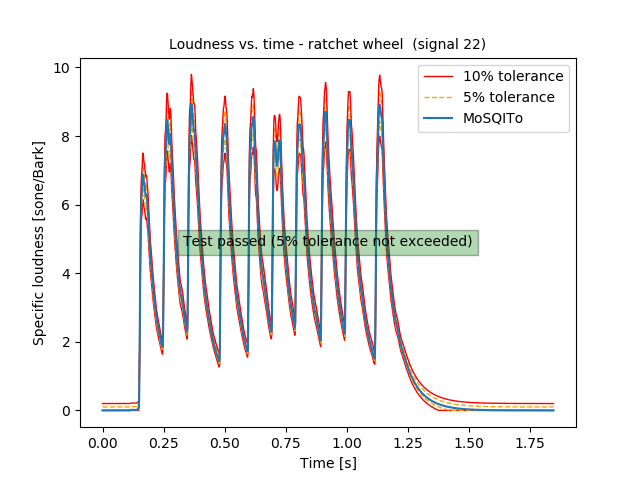 Loudness vs. time - ratchet wheel  (signal 22)
10% tolerance
5% tolerance
MoSQITo
Test passed (5% tolerance not exceeded)
Specific loudness [sone/Bark]
10
8
6
4
2
0
0.00 0.25 0.50 0.75 1.00 1.25 1.50 1.75
Time [s]